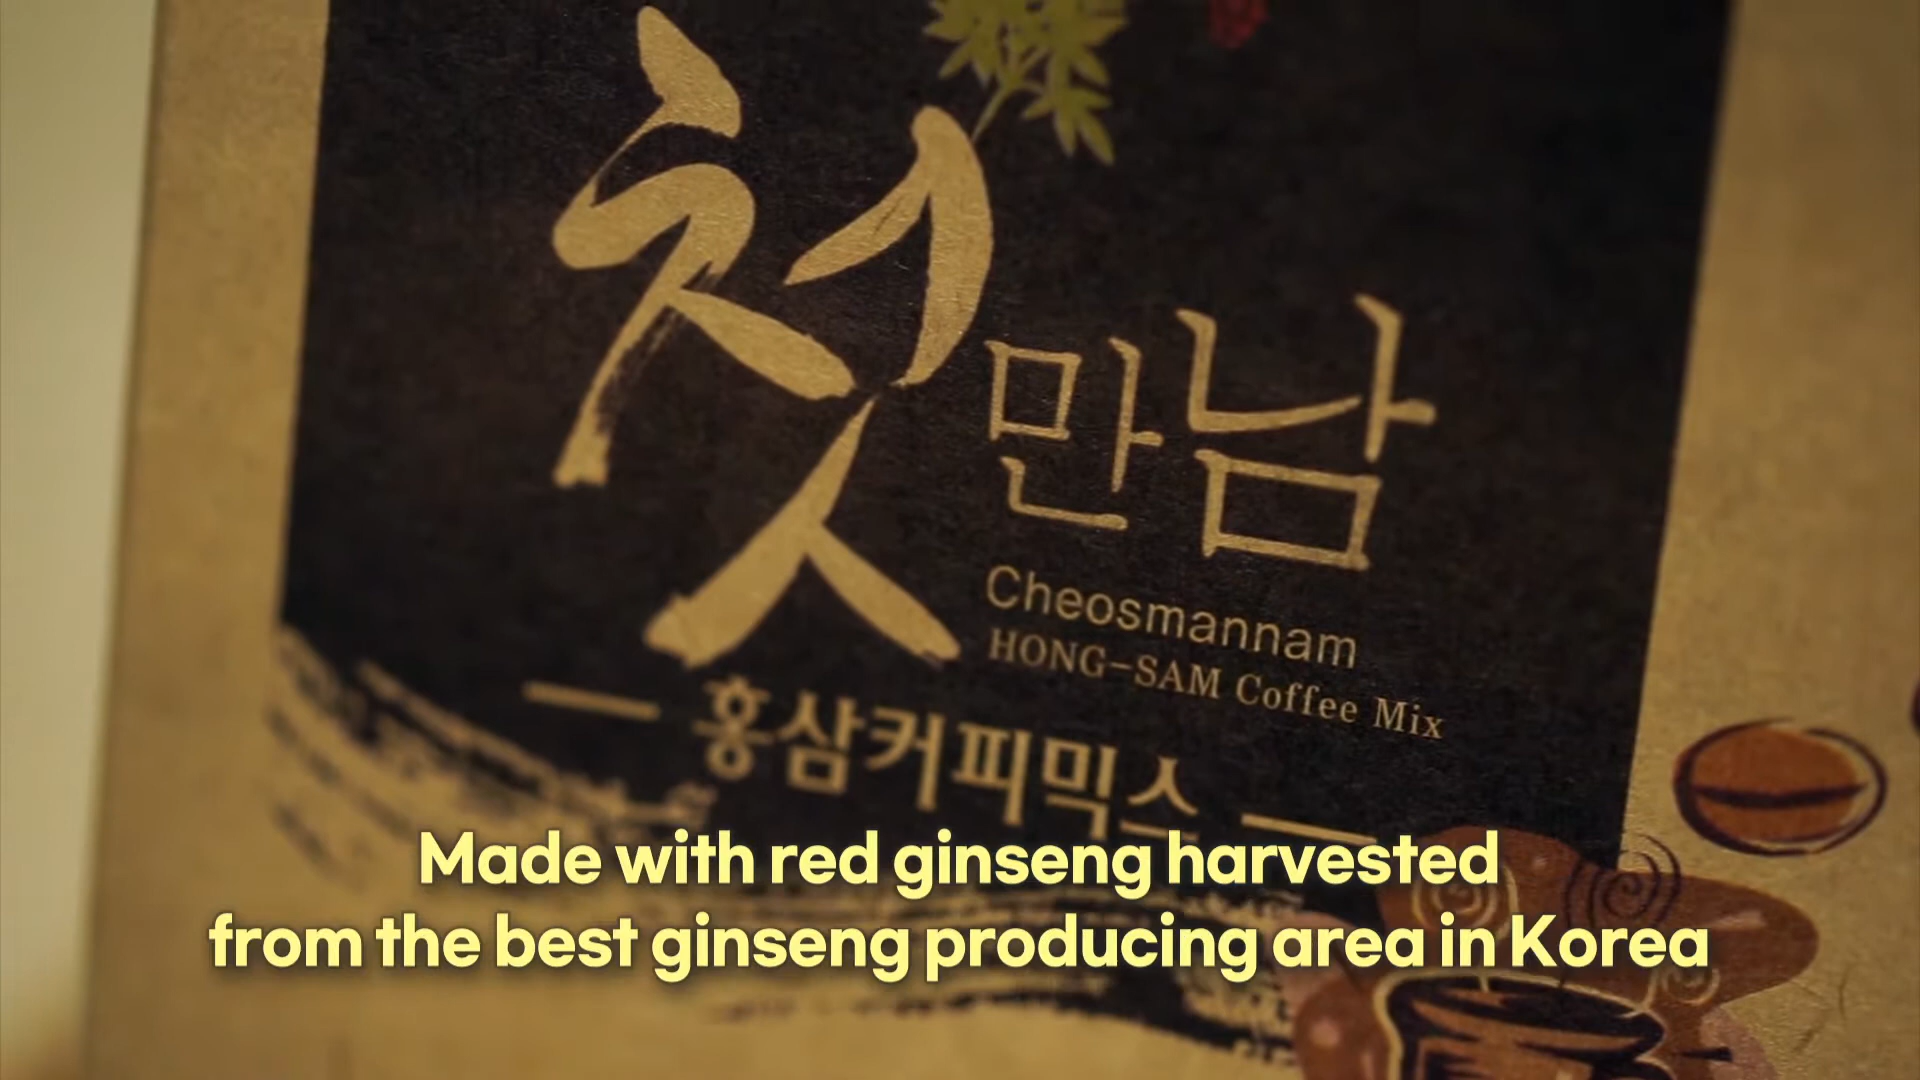 첫만남
Cheosmannam
HONG-SAM Coffee Mix
홍삼커피믹스
Made with red ginseng harvested
from the best ginseng producing area in Korea